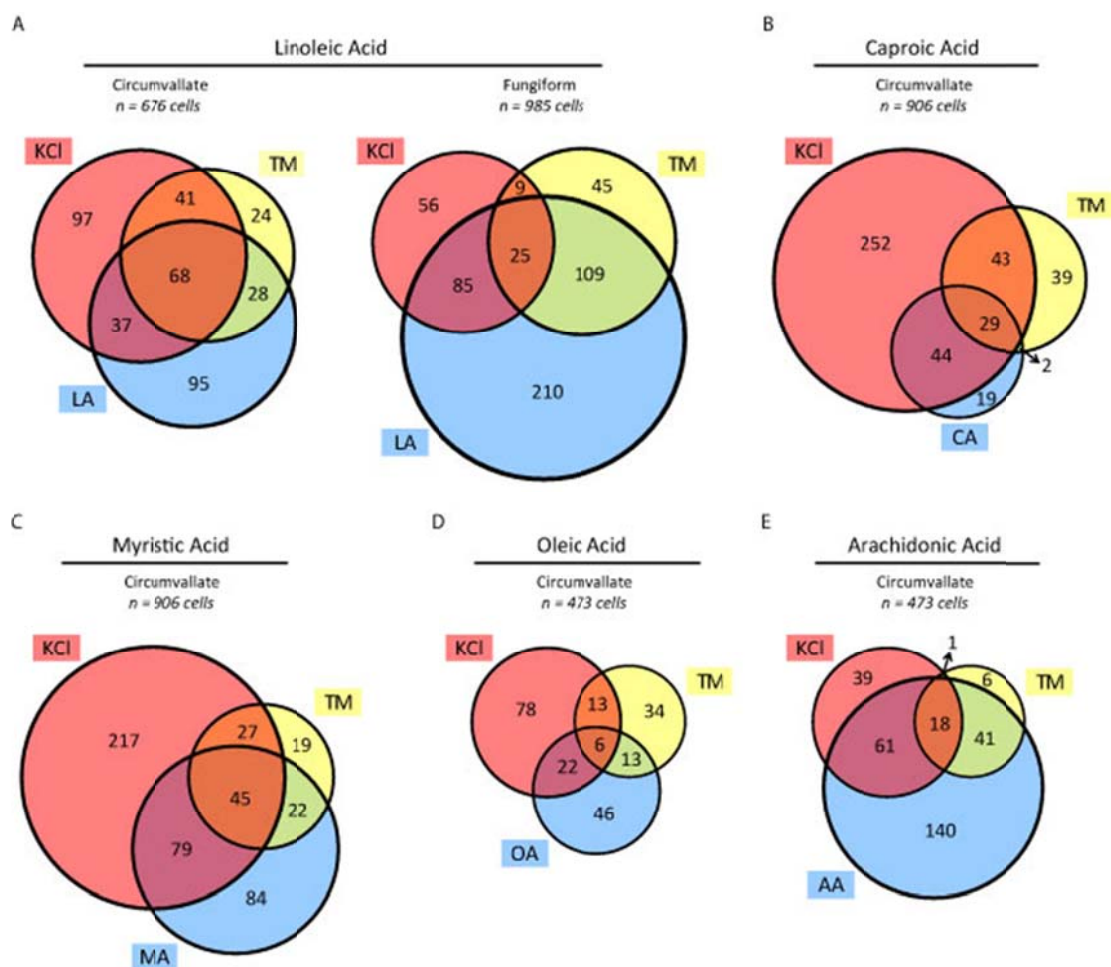 A
Linoleic Acid
Circumvallate
n = 676 cells
Fungiform
n = 985 cells
KCl
TM
97
41
24
68
28
37
95
LA
KCl
TM
56
9
45
25
85
109
210
LA
B
Caproic Acid
Circumvallate
n = 906 cells
KCl
TM
252
43
39
29
44
2
19
CA
C
Myristic Acid
Circumvallate
n = 906 cells
KCl
TM
217
27
19
45
22
79
84
MA
D
Oleic Acid
Circumvallate
n = 473 cells
KCl
TM
78
13
34
6
22
13
46
OA
E
Arachidonic Acid
Circumvallate
n = 473 cells
KCl
1
TM
39
6
18
61
41
140
AA